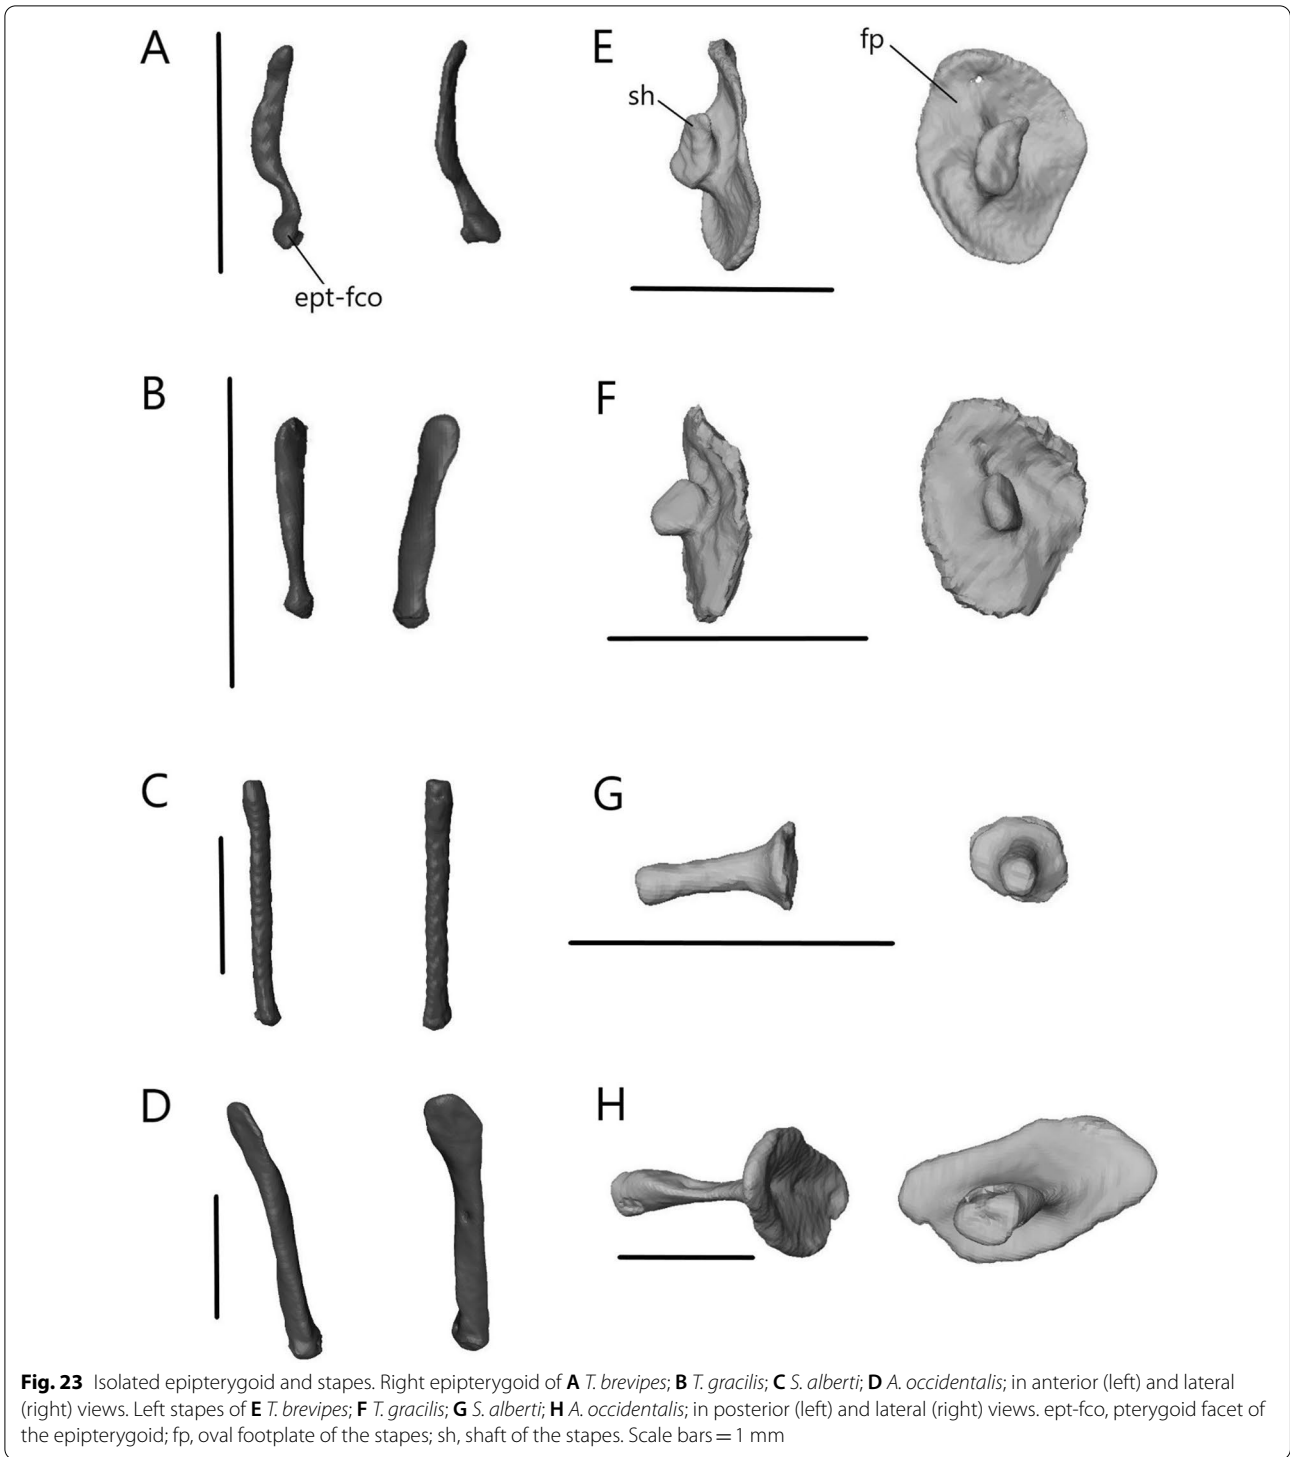 A
E
fp
sh
ept-fco
B
F
C
G
D
H
Fig. 23 Isolated epipterygoid and stapes. Right epipterygoid of A T. brevipes; B T. gracilis; C S. alberti; D A. occidentalis; in anterior (left) and lateral
(right) views. Left stapes of E T. brevipes; F T. gracilis; G S. alberti; H A. occidentalis; in posterior (left) and lateral (right) views. ept-fco, pterygoid facet of
the epipterygoid; fp, oval footplate of the stapes; sh, shaft of the stapes. Scale bars = 1 mm